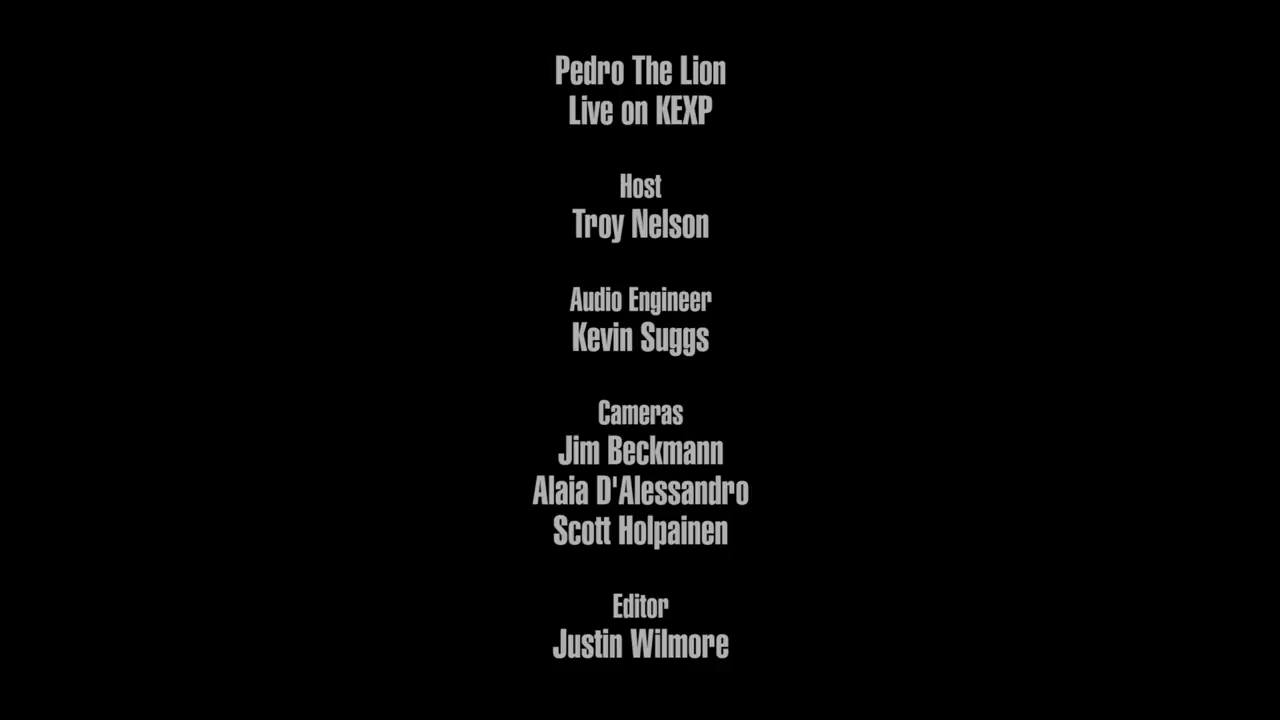 Pedro The Lion
Live on KEXP
Host
Troy Nelson
Audio Engineer
Kevin Suggs
Cameras
Jim Beckmann
Alaia D'Alessandro
Scott Holpainen
Editor
Justin Wilmore